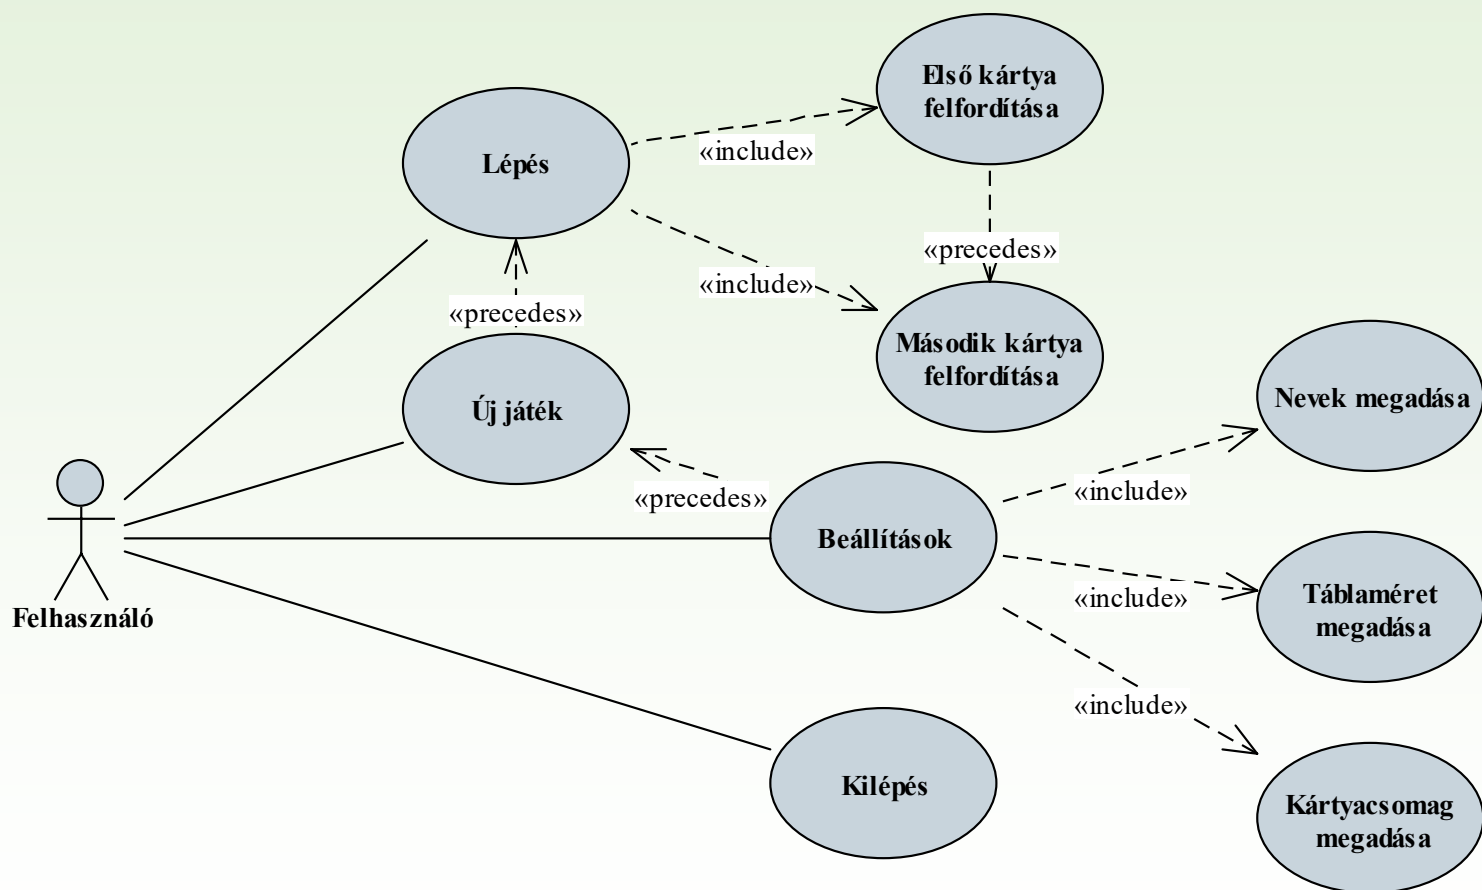 Első kártya
felfordítása
Lépés
«include»
«precedes»
«include»
«precedes»
Második kártya
felfordítása
Új játék
Nevek megadása
«precedes»
«include»
Beállítások
Táblaméret
megadása
«include»
Felhasználó
«include»
Kilépés
Kártyacsomag
megadása